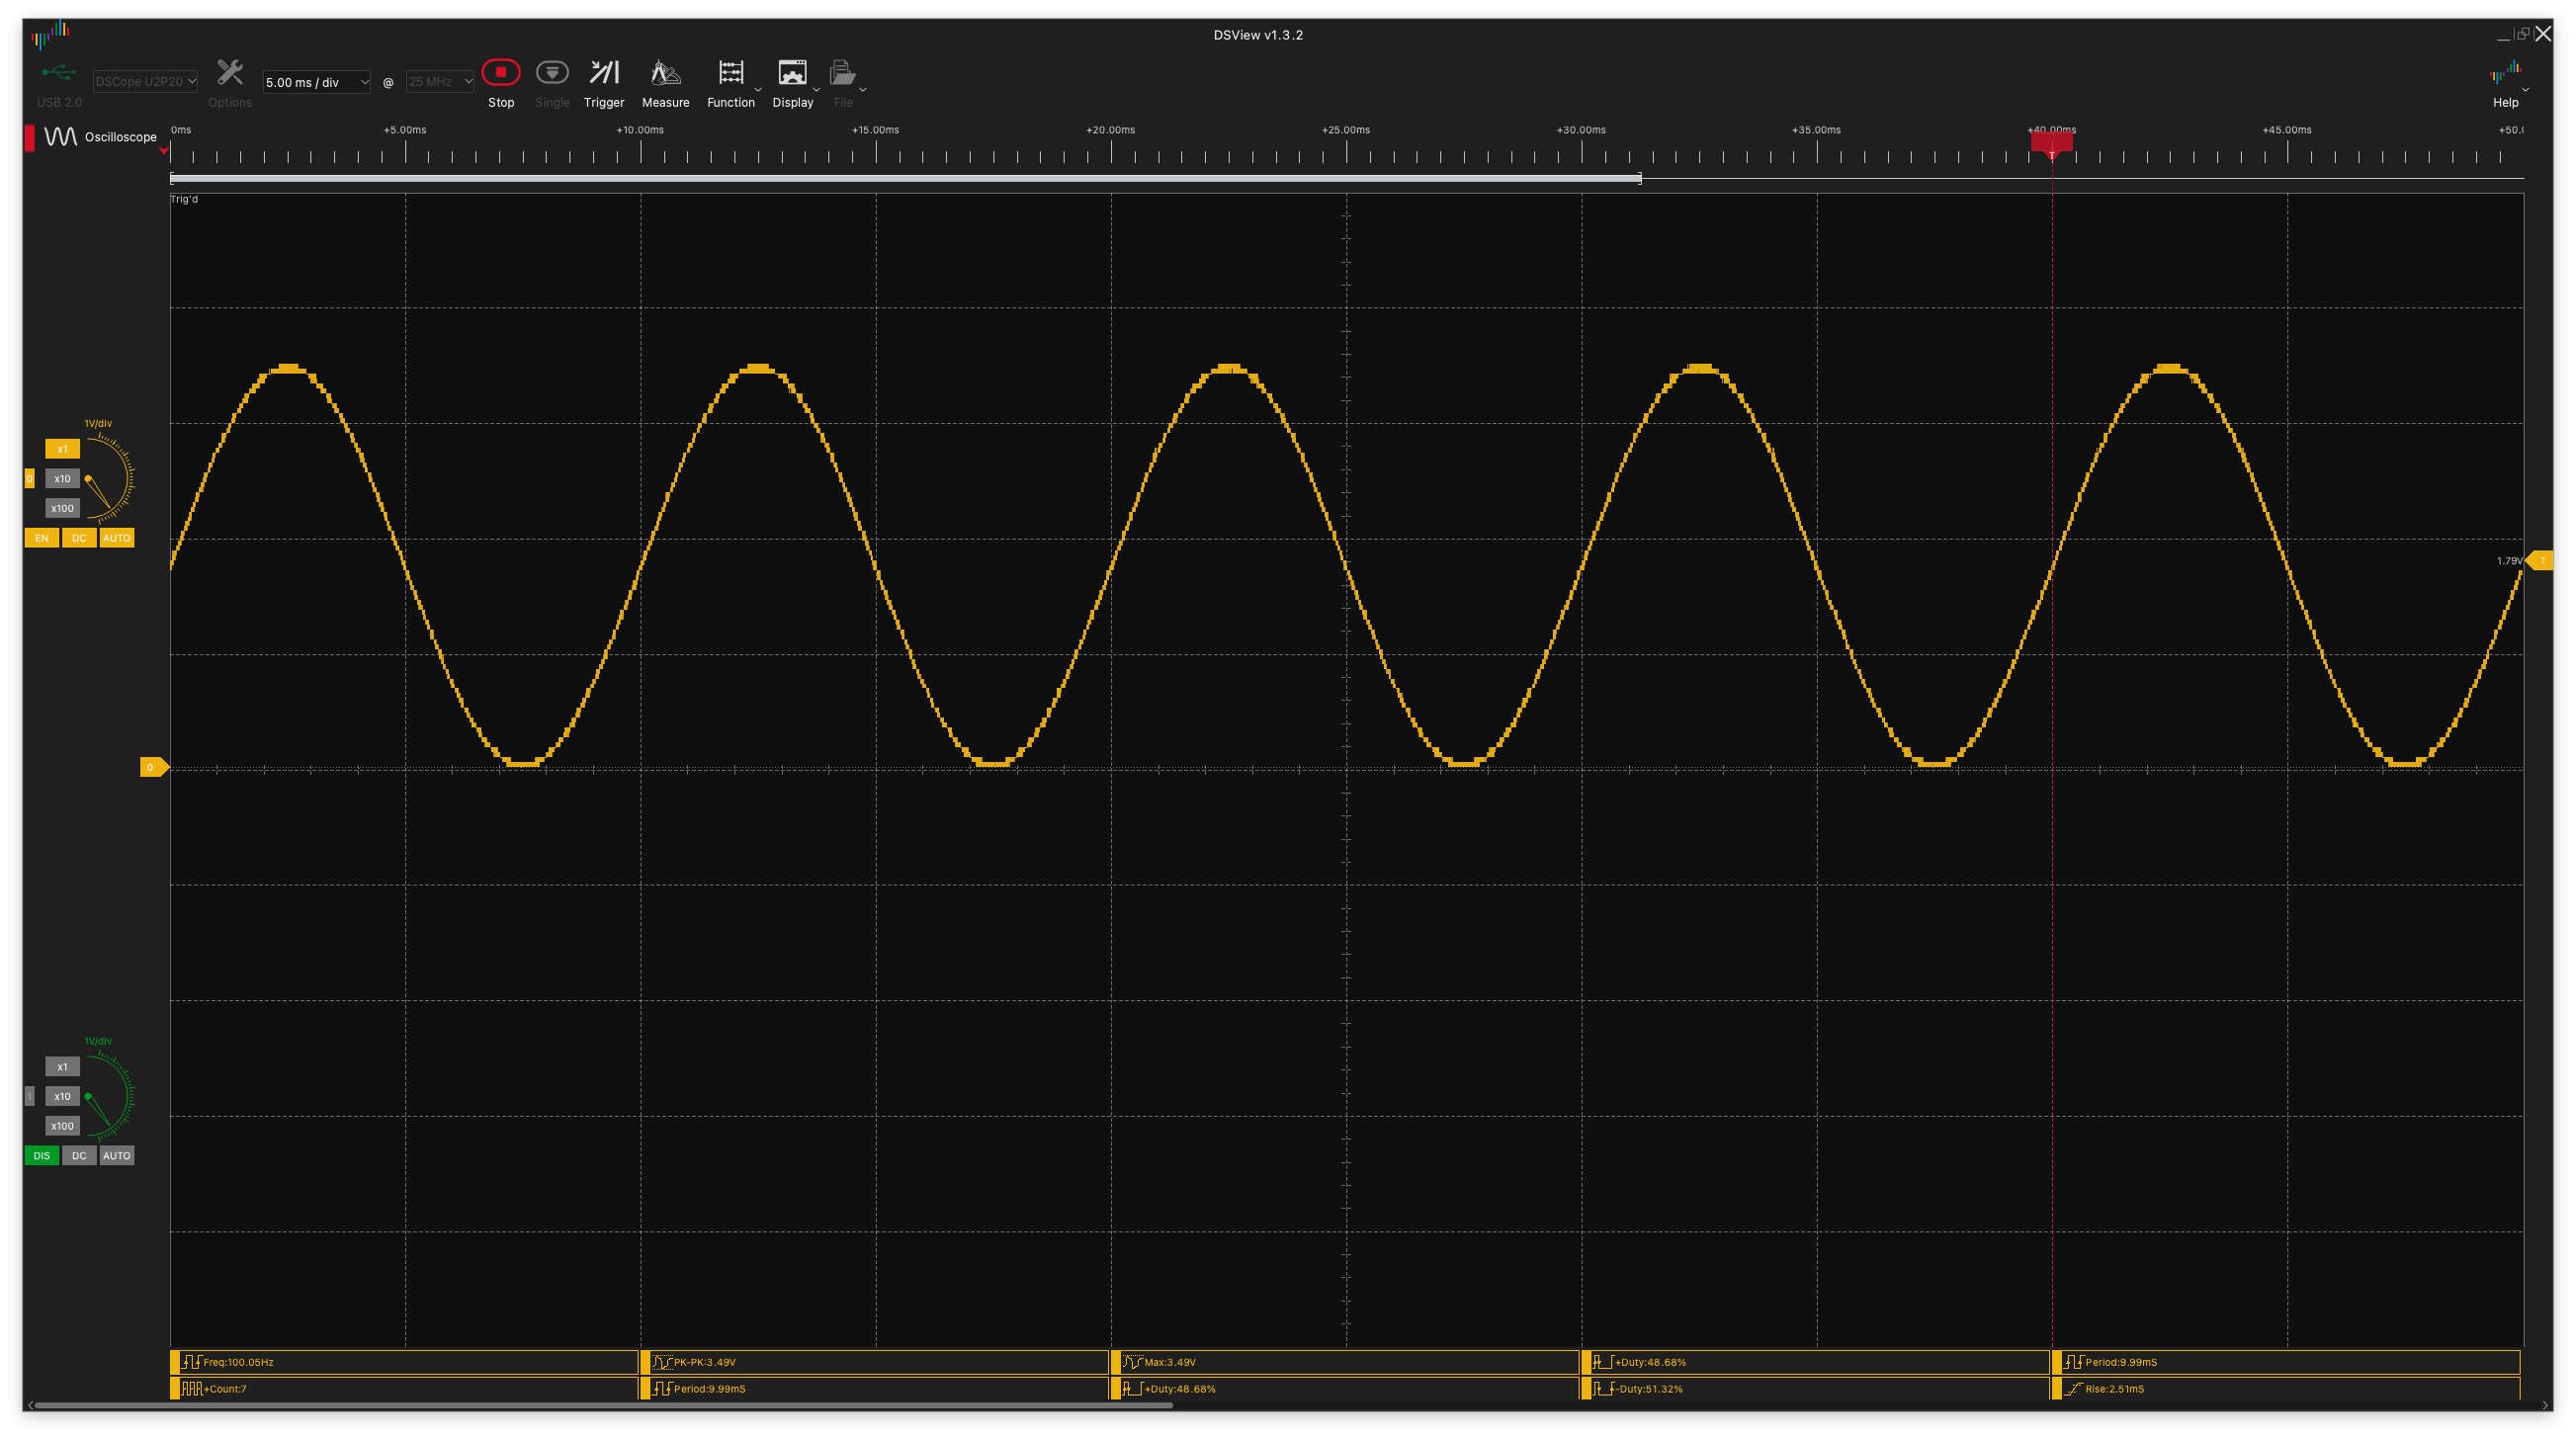 DSView v1.3.2
DSCope U2P20 5.00 ms / div @ 25 MHz
USB 2.0 Options Stop Single Trigger Measure Function Display File Help
Oscilloscope
0ms +5.00ms +10.00ms +15.00ms +20.00ms +25.00ms +30.00ms +35.00ms +40.00ms +45.00ms +50.0
T
Trig'd
1V/div
x1
0 x10
x100
EN DC AUTO
1.79V T
0
1V/div
x1
1 x10
x100
DIS DC AUTO
Freq:100.05Hz PK-PK:3.49V Max:3.49V +Duty:48.68% Period:9.99mS
+Count:7 Period:9.99mS +Duty:48.68% -Duty:51.32% Rise:2.51mS